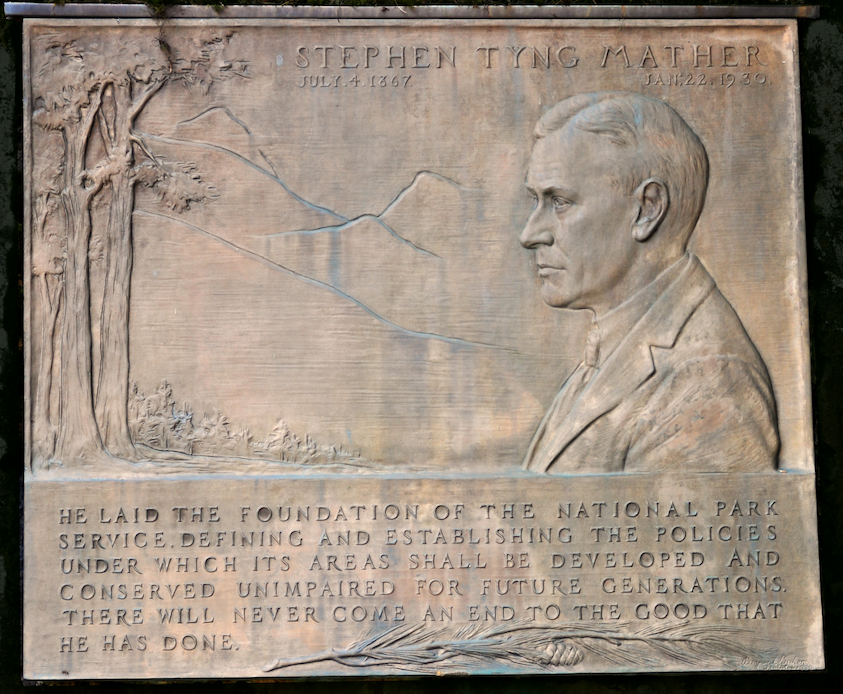 STEPHEN TYNG MATHER
JULY.4.1867. JAN.22.1930.
HE LAID THE FOUNDATION OF THE NATIONAL PARK
SERVICE.DEFINING AND ESTABLISHING THE POLICIES
UNDER WHICH ITS AREAS SHALL BE DEVELOPED AND
CONSERVED UNIMPAIRED FOR FUTURE GENERATIONS.
THERE WILL NEVER COME AN END TO THE GOOD THAT
HE HAS DONE.